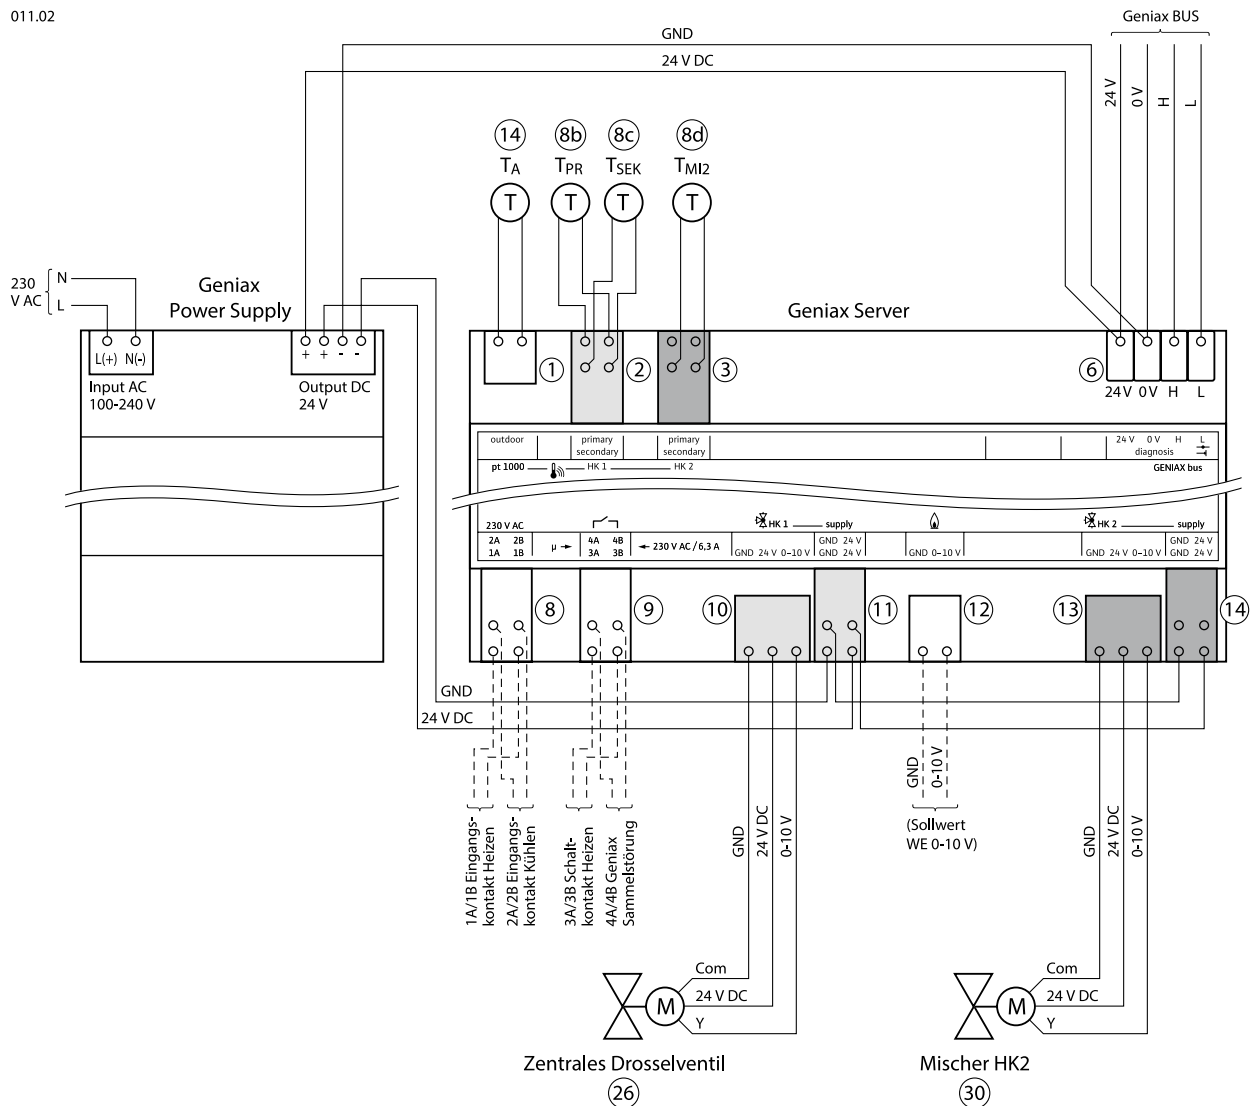 011.02
Geniax BUS
GND
24 V DC
24 V
0 V
H
L
14
8b
8c
8d
TA
TPR
TSEK
TMI2
T
T
T
T
230
V AC
N
L
Geniax
Power Supply
Geniax Server
L(+) N(-)
+ + - -
Input AC
100-240 V
Output DC
24 V
1
2
3
6
24 V 0 V H L
outdoor
primary
secondary
primary
secondary
24 V 0 V H L
diagnosis
pt 1000
HK 1
HK 2
GENIAX bus
230 V AC
HK 1
supply
HK 2
supply
2A 2B
1A 1B
µ
4A 4B
3A 3B
230 V AC / 6,3 A
GND 24 V 0–10 V
GND 24 V
GND 24 V
GND 0–10 V
GND 24 V 0–10 V
GND 24 V
GND 24 V
8
9
10
11
12
13
14
GND
24 V DC
1A/1B Eingangs-
kontakt Heizen
2A/2B Eingangs-
kontakt Kühlen
3A/3B Schalt-
kontakt Heizen
4A/4B Geniax
Sammelstörung
GND
24 V DC
0-10 V
GND
0-10 V
(Sollwert
WE 0-10 V)
GND
24 V DC
0-10 V
Com
24 V DC
Y
M
Com
24 V DC
Y
M
Zentrales Drosselventil
26
Mischer HK2
30